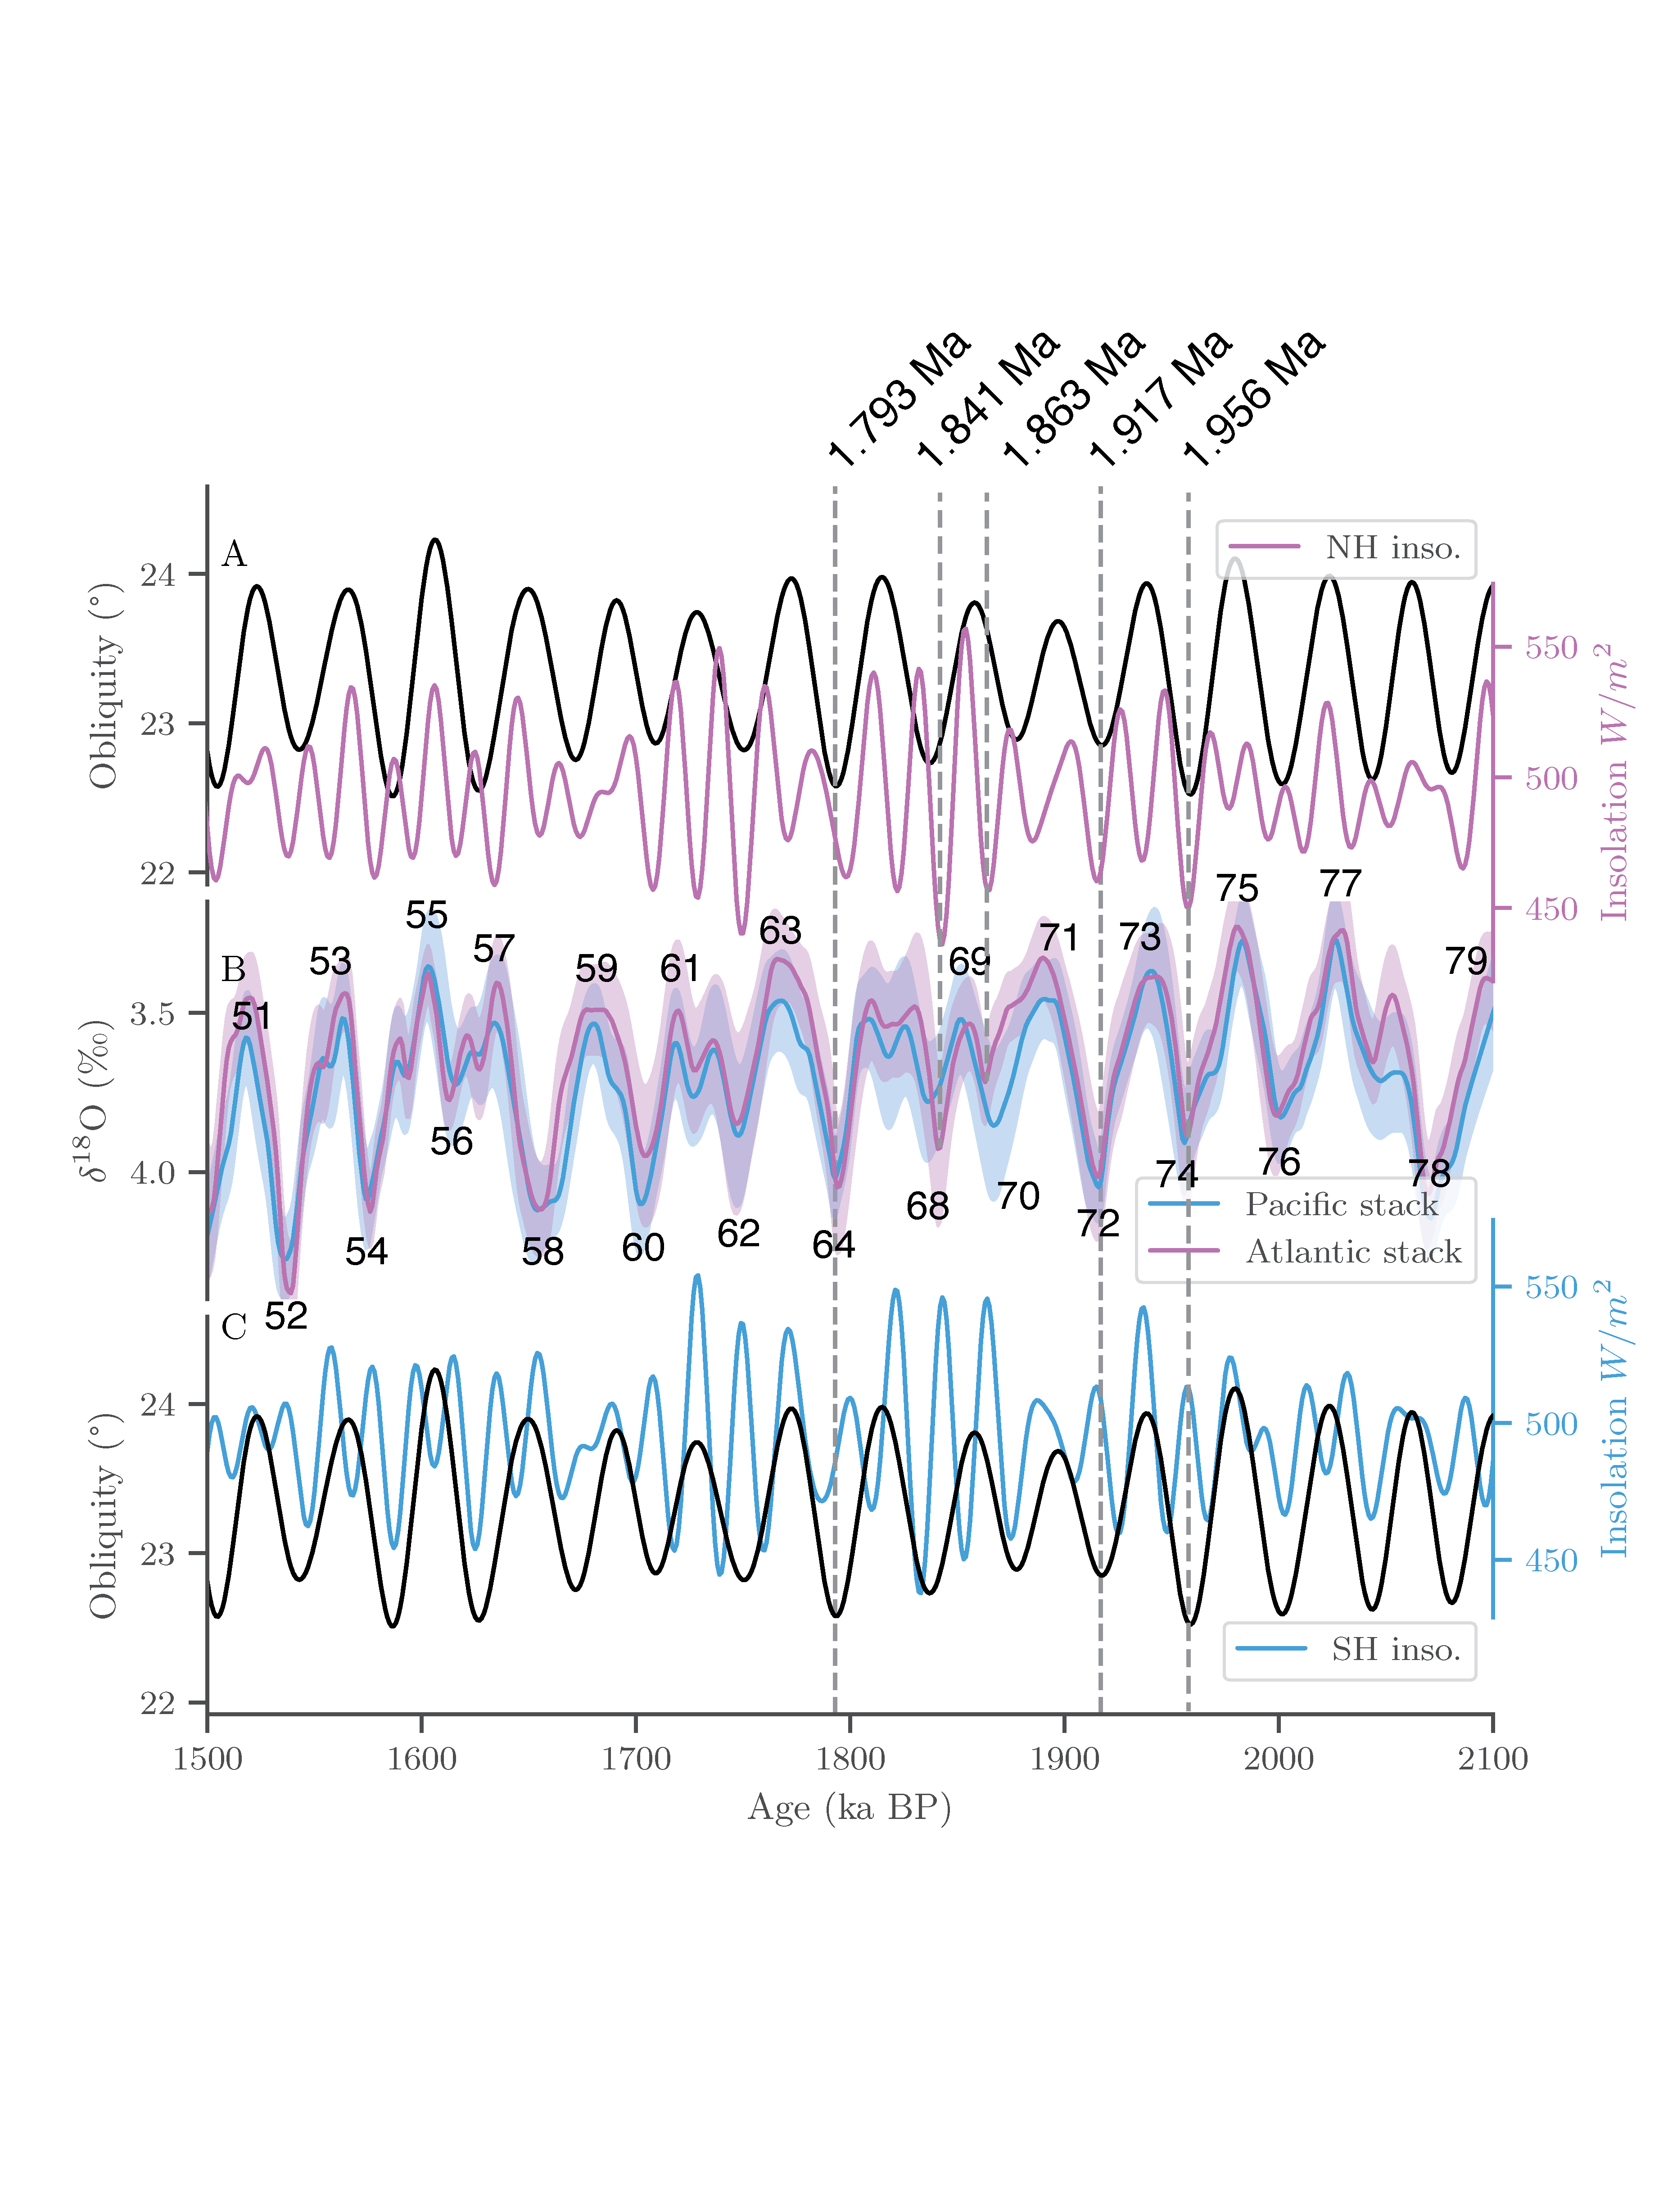 1.793 Ma
1.841 Ma
1.863 Ma
1.917 Ma
1.956 Ma
A
NH inso.
Obliquity (°)
24
23
22
550
500
450
Insolation W/m²
B
51
52
53
54
55
56
57
58
59
60
61
62
63
64
68
69
70
71
72
73
74
75
76
77
78
79
3.5
4.0
δ¹⁸O (‰)
Pacific stack
Atlantic stack
C
24
23
22
Obliquity (°)
550
500
450
Insolation W/m²
SH inso.
1500 1600 1700 1800 1900 2000 2100
Age (ka BP)